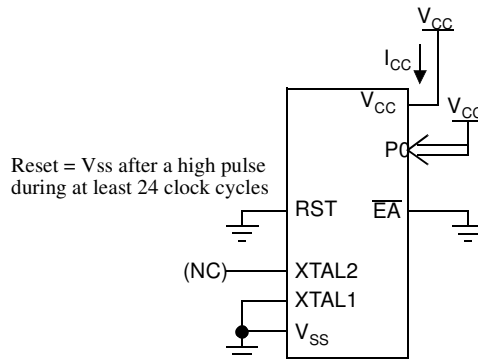 VCC
ICC
VCC
VCC
P0
Reset = Vss after a high pulse
during at least 24 clock cycles
RST
EA
(NC)
XTAL2
XTAL1
VSS